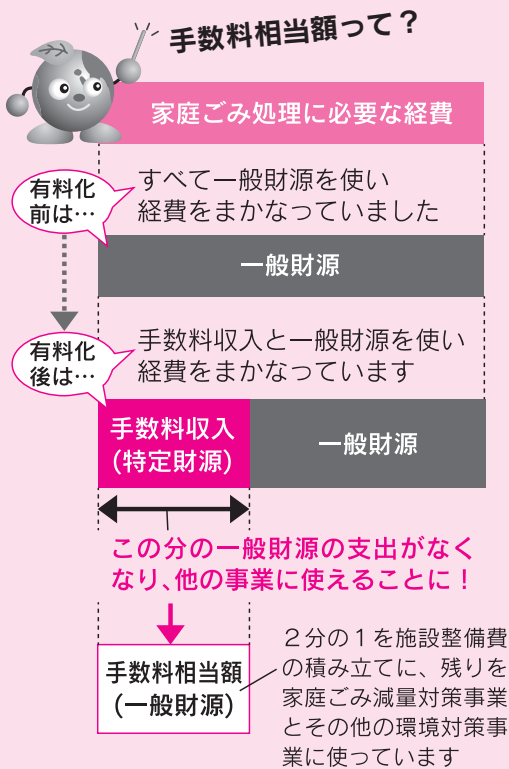 手数料相当額って？
家庭ごみ処理に必要な経費
有料化
前は…
すべて一般財源を使い
経費をまかなっていました
一般財源
有料化
後は…
手数料収入と一般財源を使い
経費をまかなっています
手数料収入
(特定財源)
一般財源
この分の一般財源の支出がなく
なり、他の事業に使えることに！
手数料相当額
(一般財源)
２分の１を施設整備費
の積み立てに、残りを
家庭ごみ減量対策事業
とその他の環境対策事
業に使っています